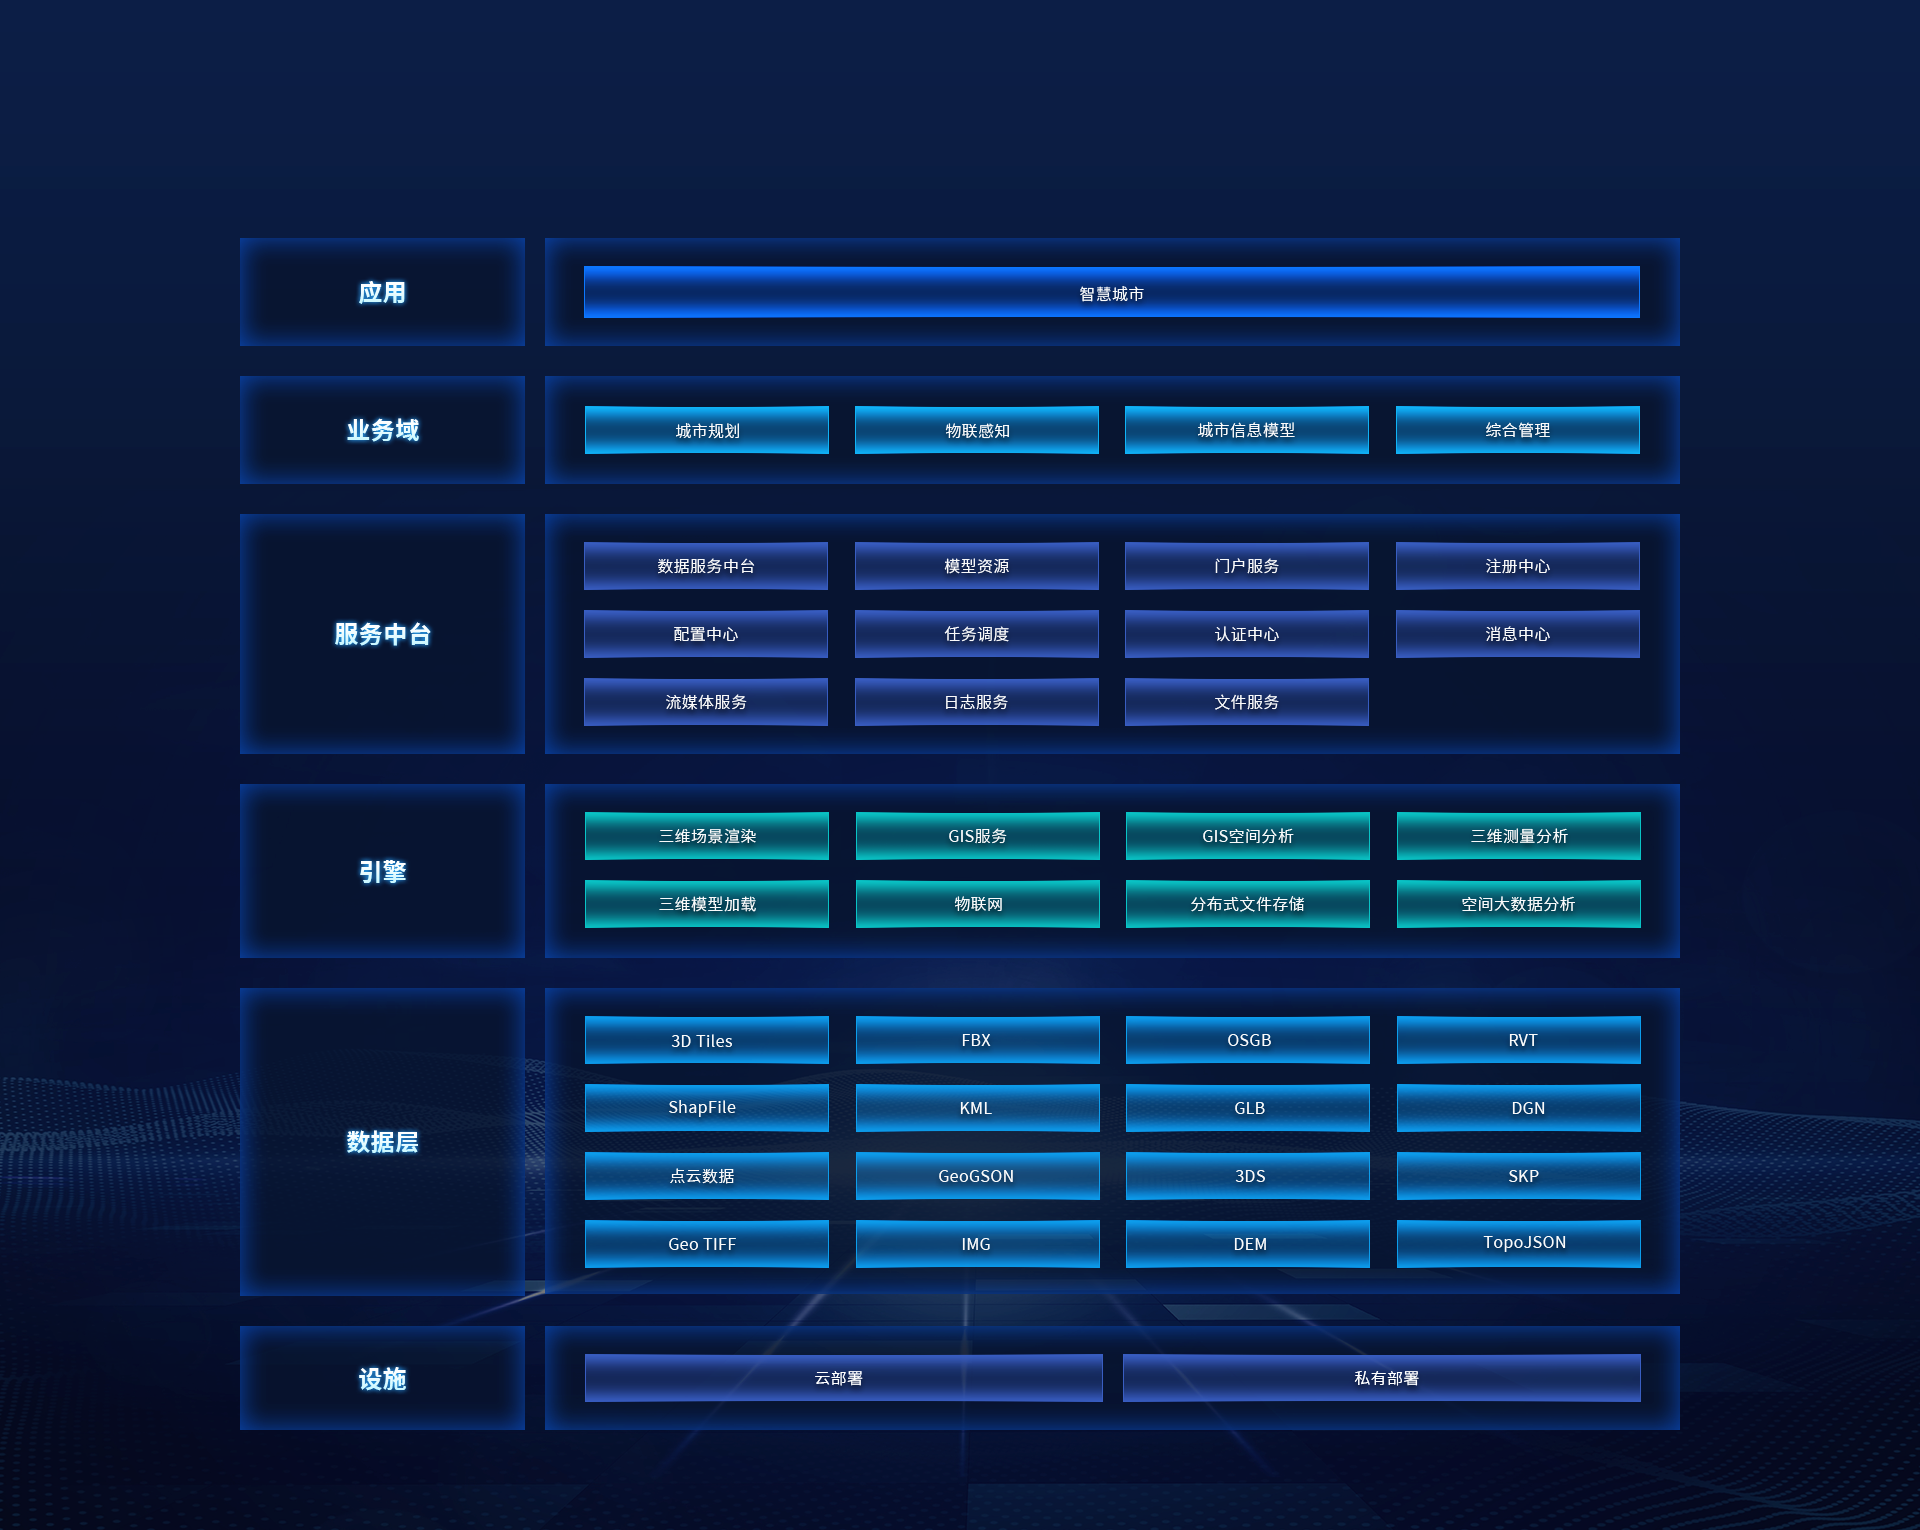 应用
智慧城市
业务域
城市规划
物联感知
城市信息模型
综合管理
服务中台
数据服务中台
模型资源
门户服务
注册中心
配置中心
任务调度
认证中心
消息中心
流媒体服务
日志服务
文件服务
引擎
三维场景渲染
GIS服务
GIS空间分析
三维测量分析
三维模型加载
物联网
分布式文件存储
空间大数据分析
数据层
3D Tiles
FBX
OSGB
RVT
ShapFile
KML
GLB
DGN
点云数据
GeoGSON
3DS
SKP
Geo TIFF
IMG
DEM
TopoJSON
设施
云部署
私有部署